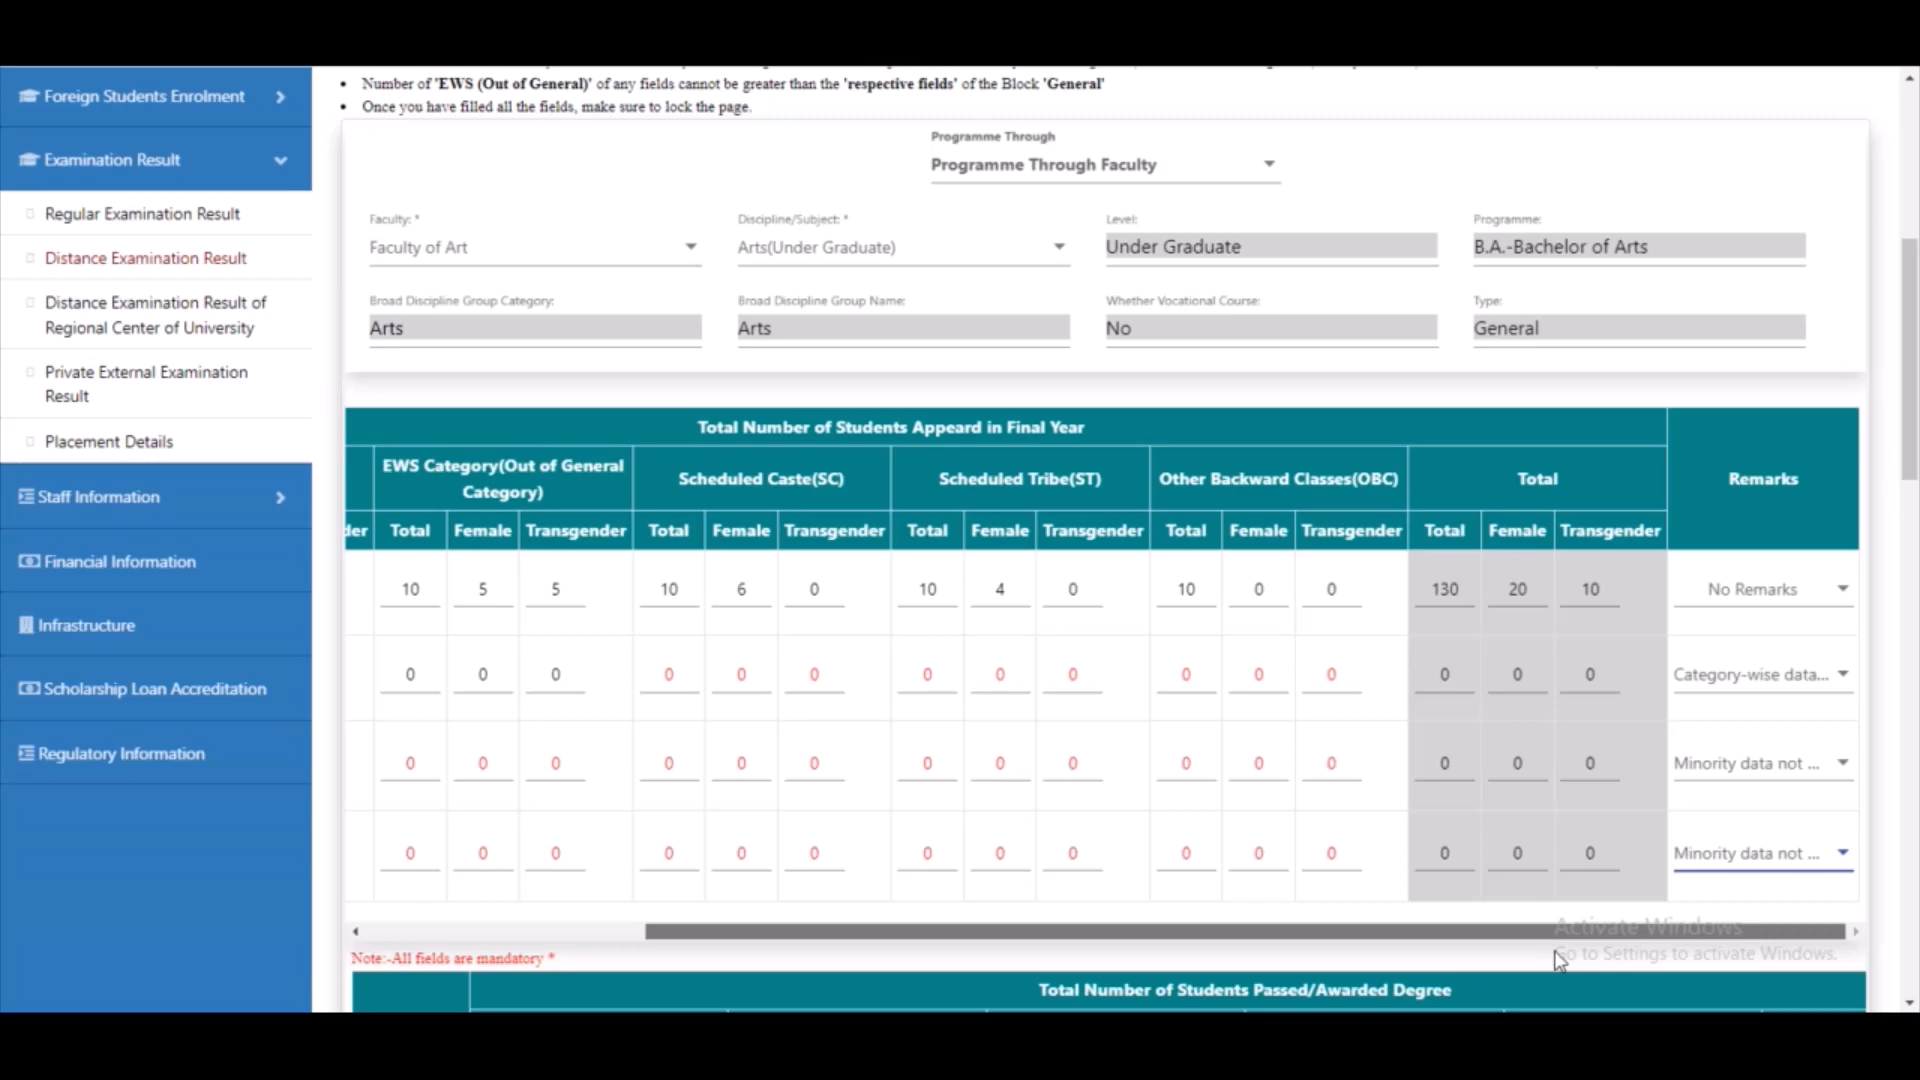 Foreign Students Enrolment
Examination Result
Regular Examination Result
Distance Examination Result
Distance Examination Result of
Regional Center of University
Private External Examination
Result
Placement Details
Staff Information
Financial Information
Infrastructure
Scholarship Loan Accreditation
Regulatory Information
Number of 'EWS (Out of General)' of any fields cannot be greater than the 'respective fields' of the Block 'General'
Once you have filled all the fields, make sure to lock the page.
Programme Through
Programme Through Faculty
Faculty: * Discipline/Subject: * Level: Programme:
Faculty of Art Arts(Under Graduate) Under Graduate B.A.-Bachelor of Arts
Broad Discipline Group Category: Broad Discipline Group Name: Whether Vocational Course: Type:
Arts Arts No General
Total Number of Students Appeard in Final Year
EWS Category(Out of General
Category) Scheduled Caste(SC) Scheduled Tribe(ST) Other Backward Classes(OBC) Total Remarks
der Total Female Transgender Total Female Transgender Total Female Transgender Total Female Transgender Total Female Transgender
10 5 5 10 6 0 10 4 0 10 0 0 130 20 10 No Remarks
0 0 0 0 0 0 0 0 0 0 0 0 0 0 0 Category-wise data...
0 0 0 0 0 0 0 0 0 0 0 0 0 0 0 Minority data not ...
0 0 0 0 0 0 0 0 0 0 0 0 0 0 0 Minority data not ...
Activate Windows
Go to Settings to activate Windows.
Note:-All fields are mandatory *
Total Number of Students Passed/Awarded Degree